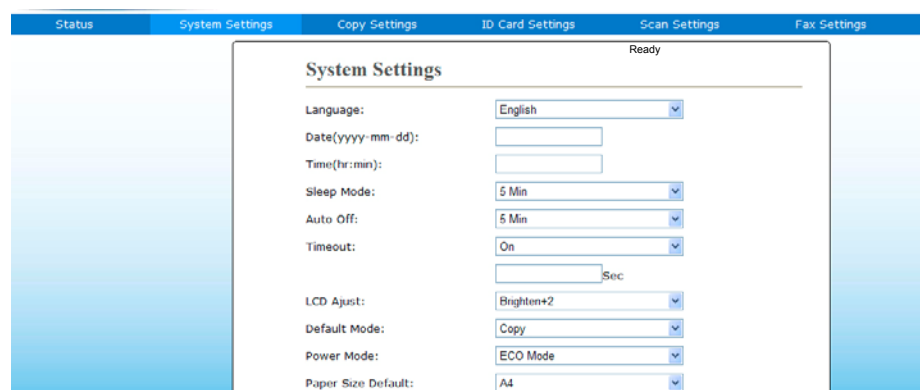 Status System Settings Copy Settings ID Card Settings Scan Settings Fax Settings
Ready
System Settings
Language: English
Date(yyyy-mm-dd):
Time(hr:min):
Sleep Mode: 5 Min
Auto Off: 5 Min
Timeout: On
Sec
LCD Ajust: Brighten+2
Default Mode: Copy
Power Mode: ECO Mode
Paper Size Default: A4